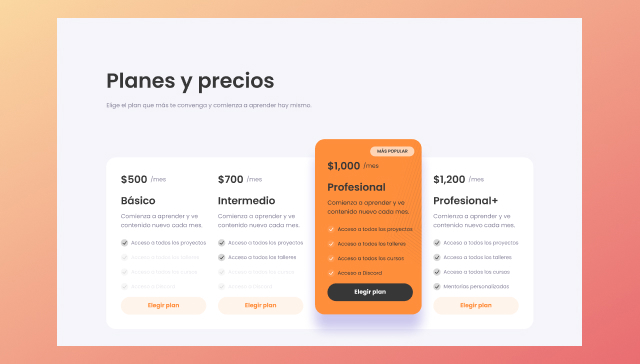 Planes y precios
Elige el plan que más te convenga y comienza a aprender hoy mismo.
$500 /mes
Básico
Comienza a aprender y ve
contenido nuevo cada mes.
Acceso a todos los proyectos
Elegir plan
$700 /mes
Intermedio
Comienza a aprender y ve
contenido nuevo cada mes.
Acceso a todos los proyectos
Acceso a todos los talleres
Elegir plan
MÁS POPULAR
$1,000 /mes
Profesional
Comienza a aprender y ve
contenido nuevo cada mes.
Acceso a todos los proyectos
Acceso a todos los talleres
Acceso a todos los cursos
Acceso a Discord
Elegir plan
$1,200 /mes
Profesional+
Comienza a aprender y ve
contenido nuevo cada mes.
Acceso a todos los proyectos
Acceso a todos los talleres
Acceso a todos los cursos
Mentorías personalizadas
Elegir plan